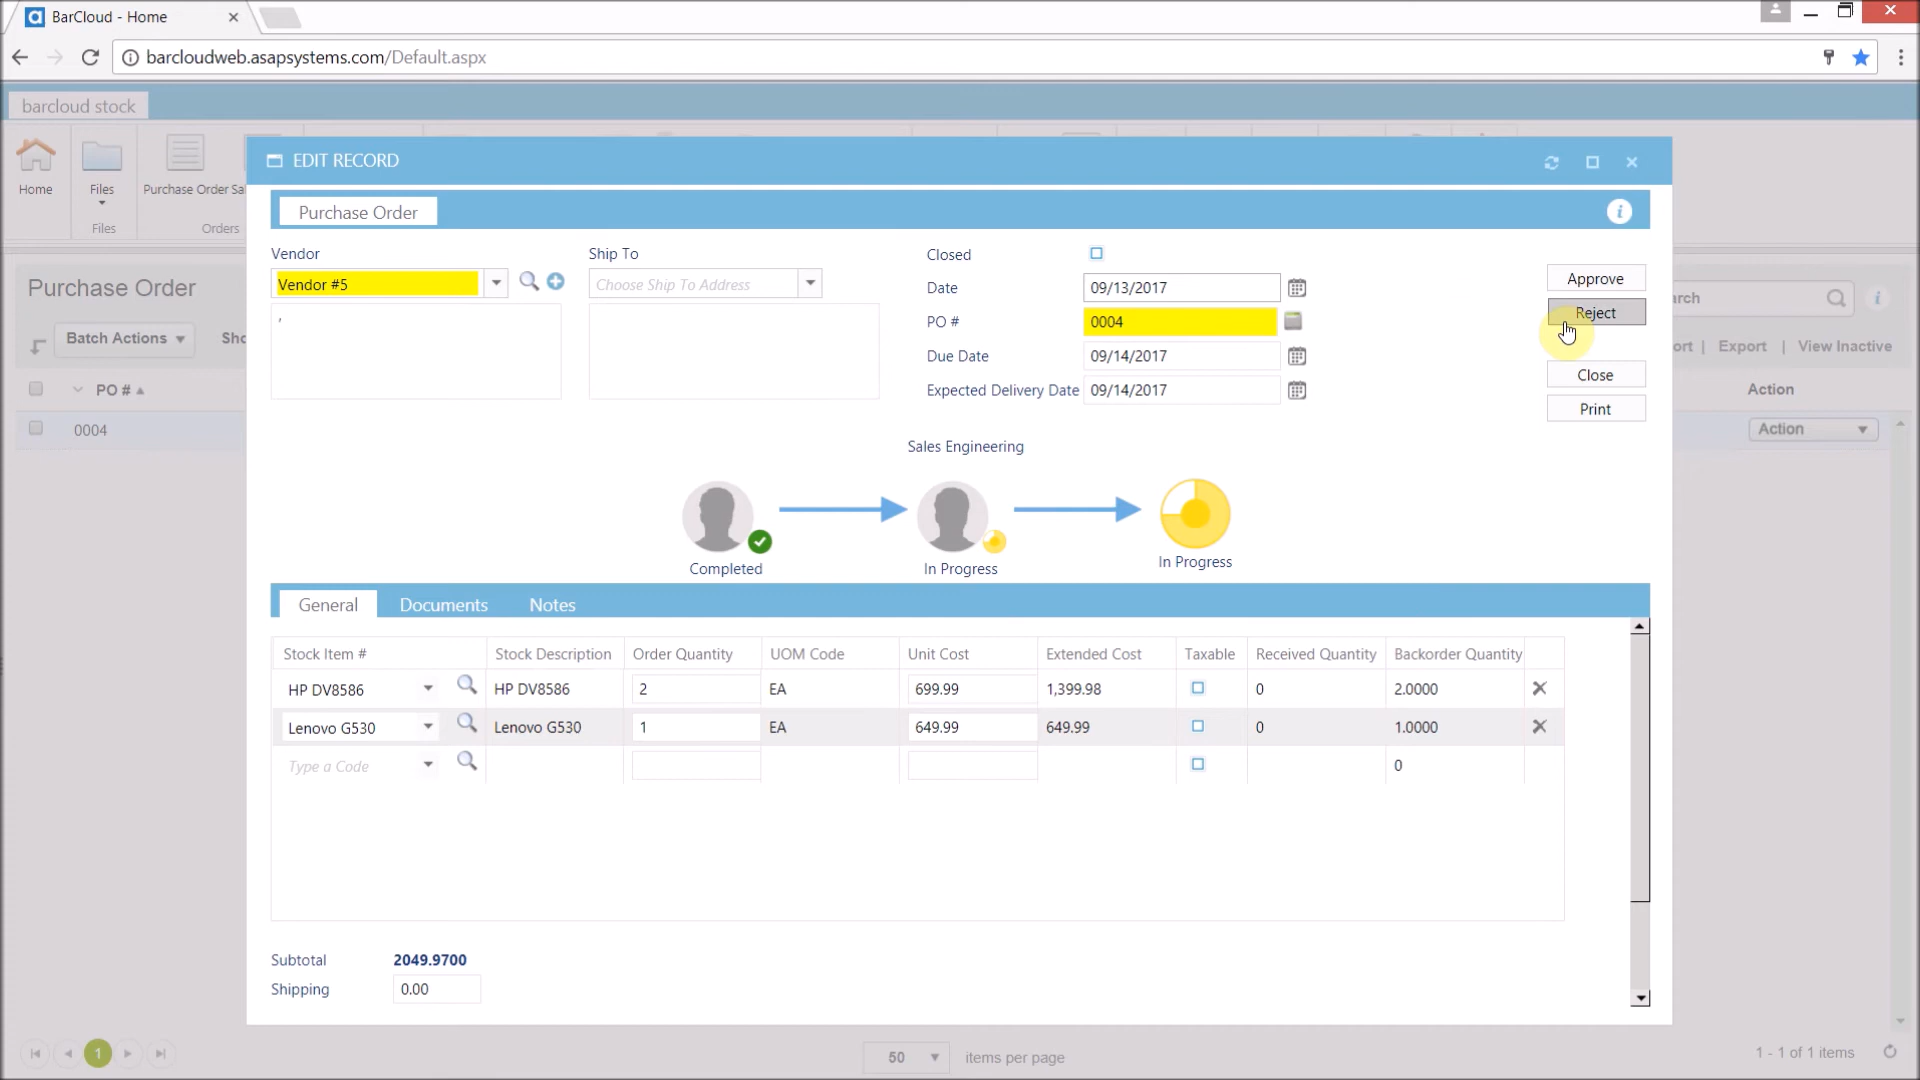 BarCloud - Home
barcloudweb.asapsystems.com/Default.aspx
barcloud stock
Home
Files
Purchase Order Sa
Files
Orders
EDIT RECORD
Purchase Order
Vendor
Ship To
Closed
Vendor #5
Choose Ship To Address
Date
09/13/2017
Approve
,
PO #
0004
Reject
Due Date
09/14/2017
Expected Delivery Date
09/14/2017
Close
Print
Purchase Order
arch
Batch Actions
Sho
ort | Export | View Inactive
PO #
Action
0004
Action
Sales Engineering
Completed
In Progress
In Progress
General
Documents
Notes
Stock Item # Stock Description Order Quantity UOM Code Unit Cost Extended Cost Taxable Received Quantity Backorder Quantity
HP DV8586 HP DV8586 2 EA 699.99 1,399.98 0 2.0000
Lenovo G530 Lenovo G530 1 EA 649.99 649.99 0 1.0000
Type a Code 0
Subtotal 2049.9700
Shipping 0.00
1
50 items per page
1 - 1 of 1 items